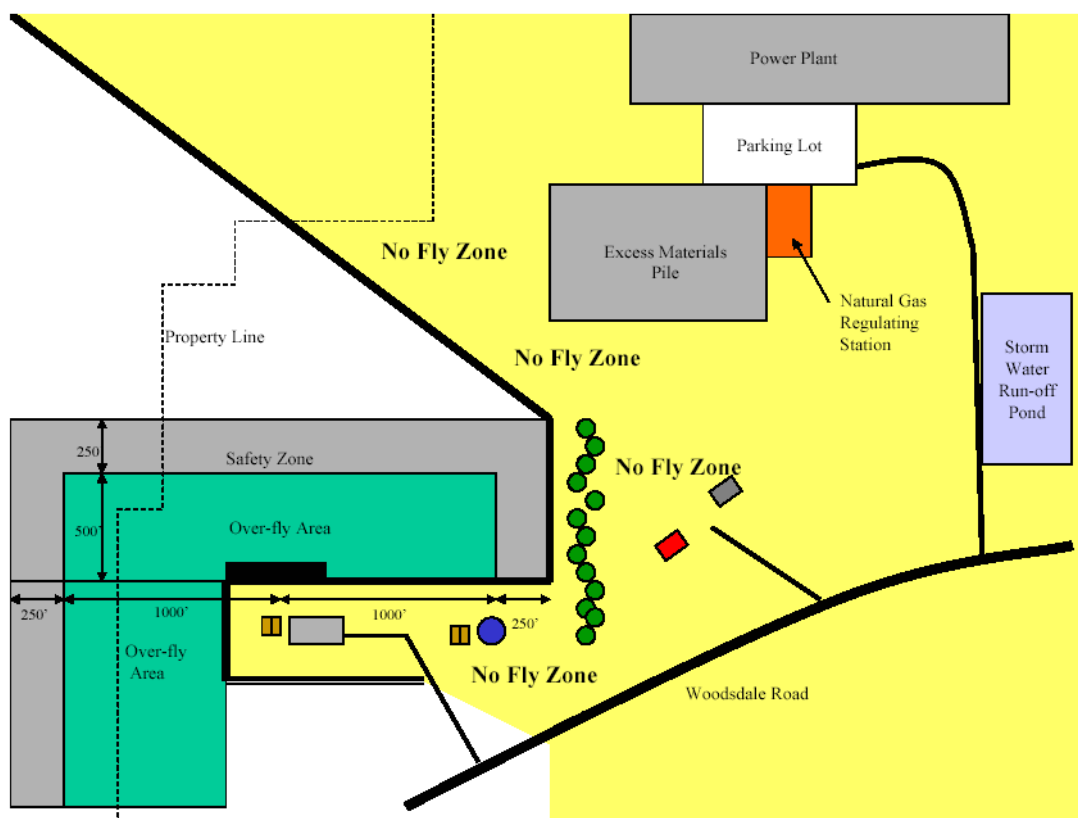 Power Plant
Parking Lot
No Fly Zone
Excess Materials
Pile
Natural Gas
Regulating
Station
Property Line
No Fly Zone
Storm
Water
Run-off
Pond
250'
Safety Zone
No Fly Zone
500'
Over-fly Area
250'
1000'
1000'
250'
Over-fly
Area
No Fly Zone
Woodsdale Road